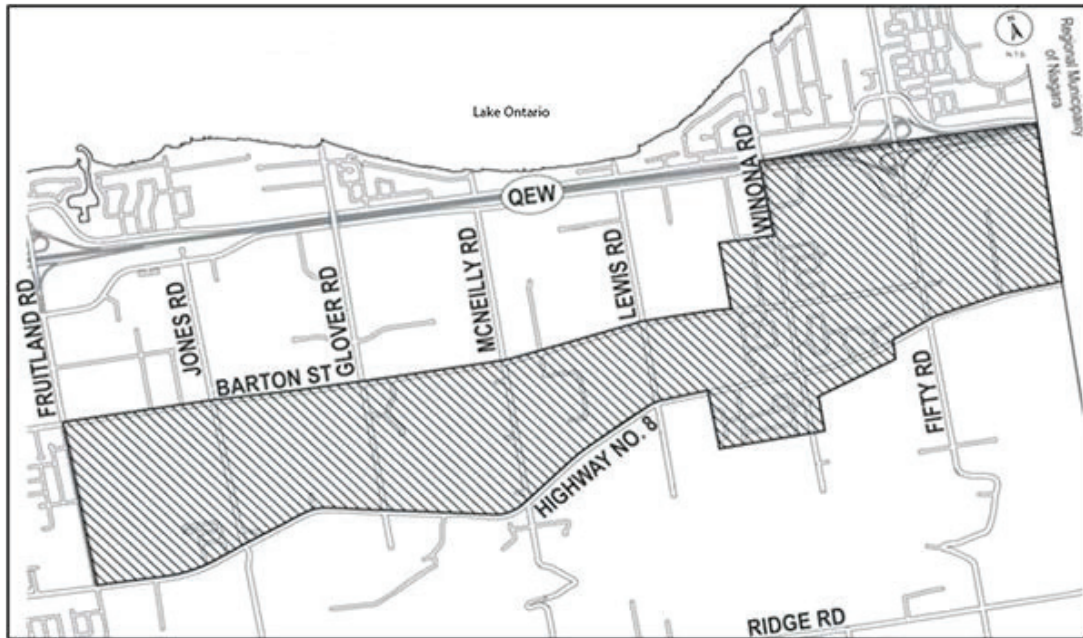 Lake Ontario
N.T.S.
Regional Municipality
of Niagara
QEW
WINONA RD
FRUITLAND RD
JONES RD
GLOVER RD
MCNEILLY RD
LEWIS RD
BARTON ST
HIGHWAY NO. 8
FIFTY RD
RIDGE RD